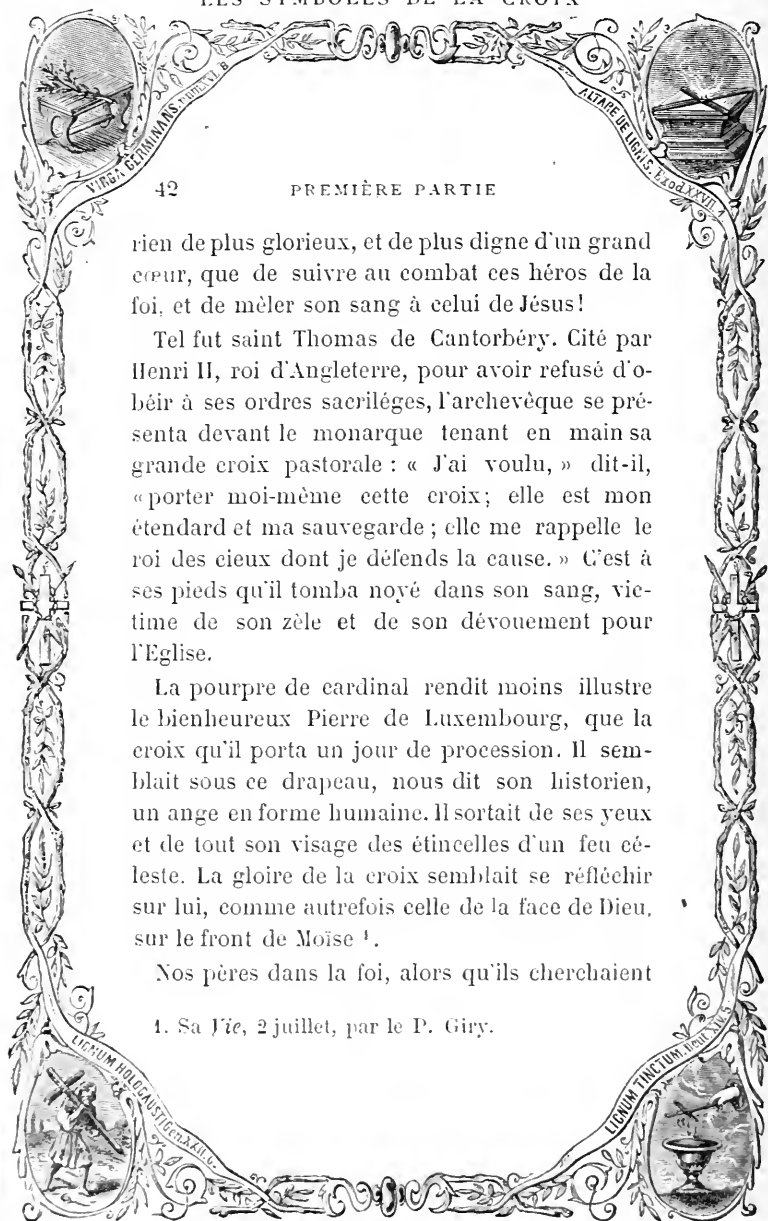 LES SYMBOLES DE LA CROIX
VIRGA GERMINANS.
ALTARE DE LIGNIS. Exod.XXVII.1
42 PREMIÈRE PARTIE
rien de plus glorieux, et de plus digne d'un grand
cœur, que de suivre au combat ces héros de la
foi, et de mêler son sang à celui de Jésus!
Tel fut saint Thomas de Cantorbéry. Cité par
Henri II, roi d'Angleterre, pour avoir refusé d'o-
béir à ses ordres sacriléges, l'archevêque se pré-
senta devant le monarque tenant en main sa
grande croix pastorale : « J'ai voulu, » dit-il,
« porter moi-même cette croix; elle est mon
étendard et ma sauvegarde ; elle me rappelle le
roi des cieux dont je défends la cause. » C'est à
ses pieds qu'il tomba noyé dans son sang, vic-
time de son zèle et de son dévouement pour
l'Eglise.
La pourpre de cardinal rendit moins illustre
le bienheureux Pierre de Luxembourg, que la
croix qu'il porta un jour de procession. Il sem-
blait sous ce drapeau, nous dit son historien,
un ange en forme humaine. Il sortait de ses yeux
et de tout son visage des étincelles d'un feu cé-
leste. La gloire de la croix semblait se réfléchir
sur lui, comme autrefois celle de la face de Dieu,
sur le front de Moïse ¹.
Nos pères dans la foi, alors qu'ils cherchaient
1. Sa Vie, 2 juillet, par le P. Giry.
LIGNUM HOLOCAUSTI Gen.XXII.6.
LIGNUM TINCTUM.